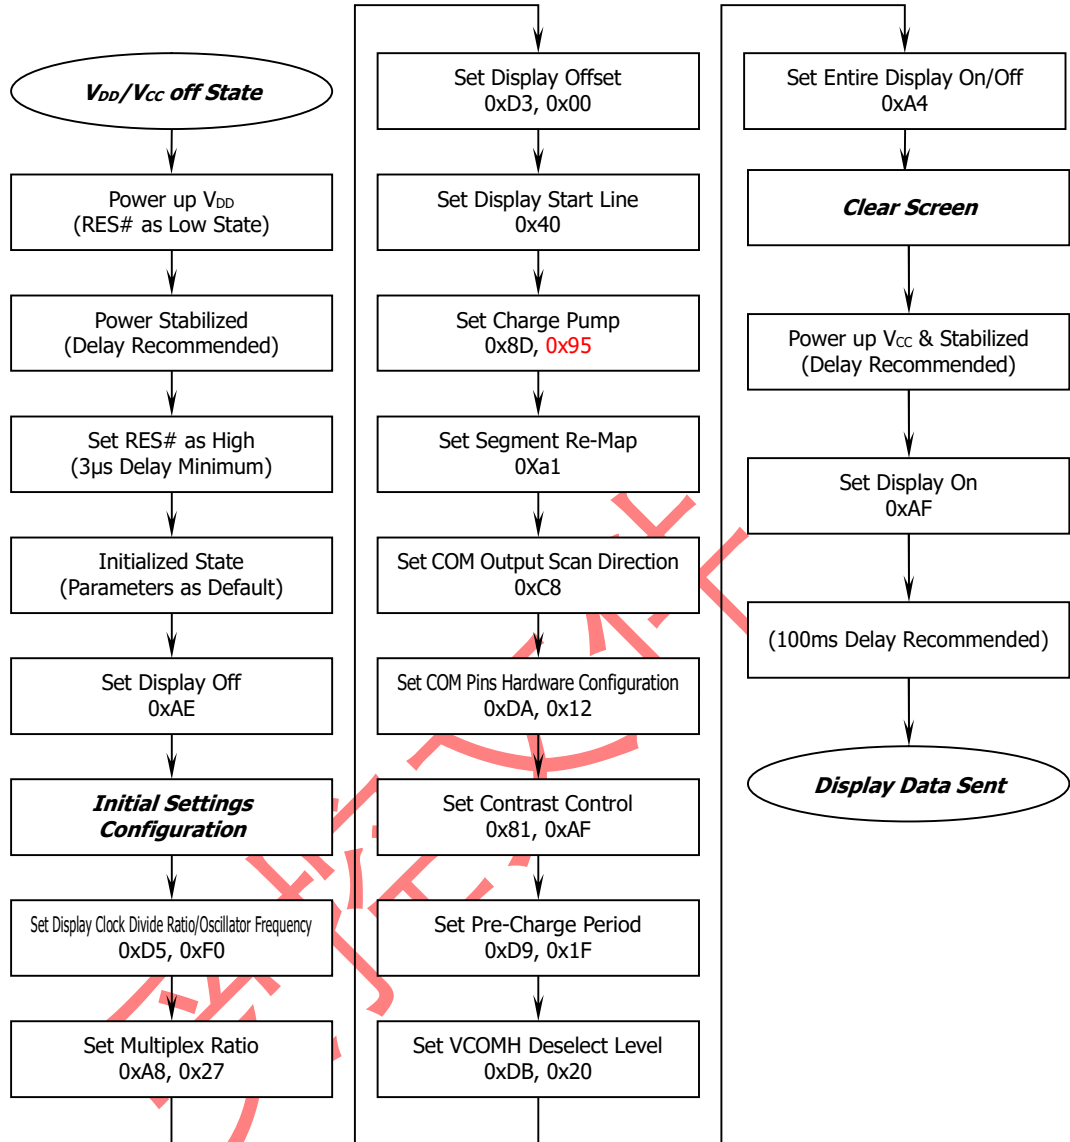 VDD/VCC off State
Power up VDD
(RES# as Low State)
Power Stabilized
(Delay Recommended)
Set RES# as High
(3µs Delay Minimum)
Initialized State
(Parameters as Default)
Set Display Off
0xAE
Initial Settings
Configuration
Set Display Clock Divide Ratio/Oscillator Frequency
0xD5, 0xF0
Set Multiplex Ratio
0xA8, 0x27
Set Display Offset
0xD3, 0x00
Set Display Start Line
0x40
Set Charge Pump
0x8D, 0x95
Set Segment Re-Map
0Xa1
Set COM Output Scan Direction
0xC8
Set COM Pins Hardware Configuration
0xDA, 0x12
Set Contrast Control
0x81, 0xAF
Set Pre-Charge Period
0xD9, 0x1F
Set VCOMH Deselect Level
0xDB, 0x20
Set Entire Display On/Off
0xA4
Clear Screen
Power up VCC & Stabilized
(Delay Recommended)
Set Display On
0xAF
(100ms Delay Recommended)
Display Data Sent